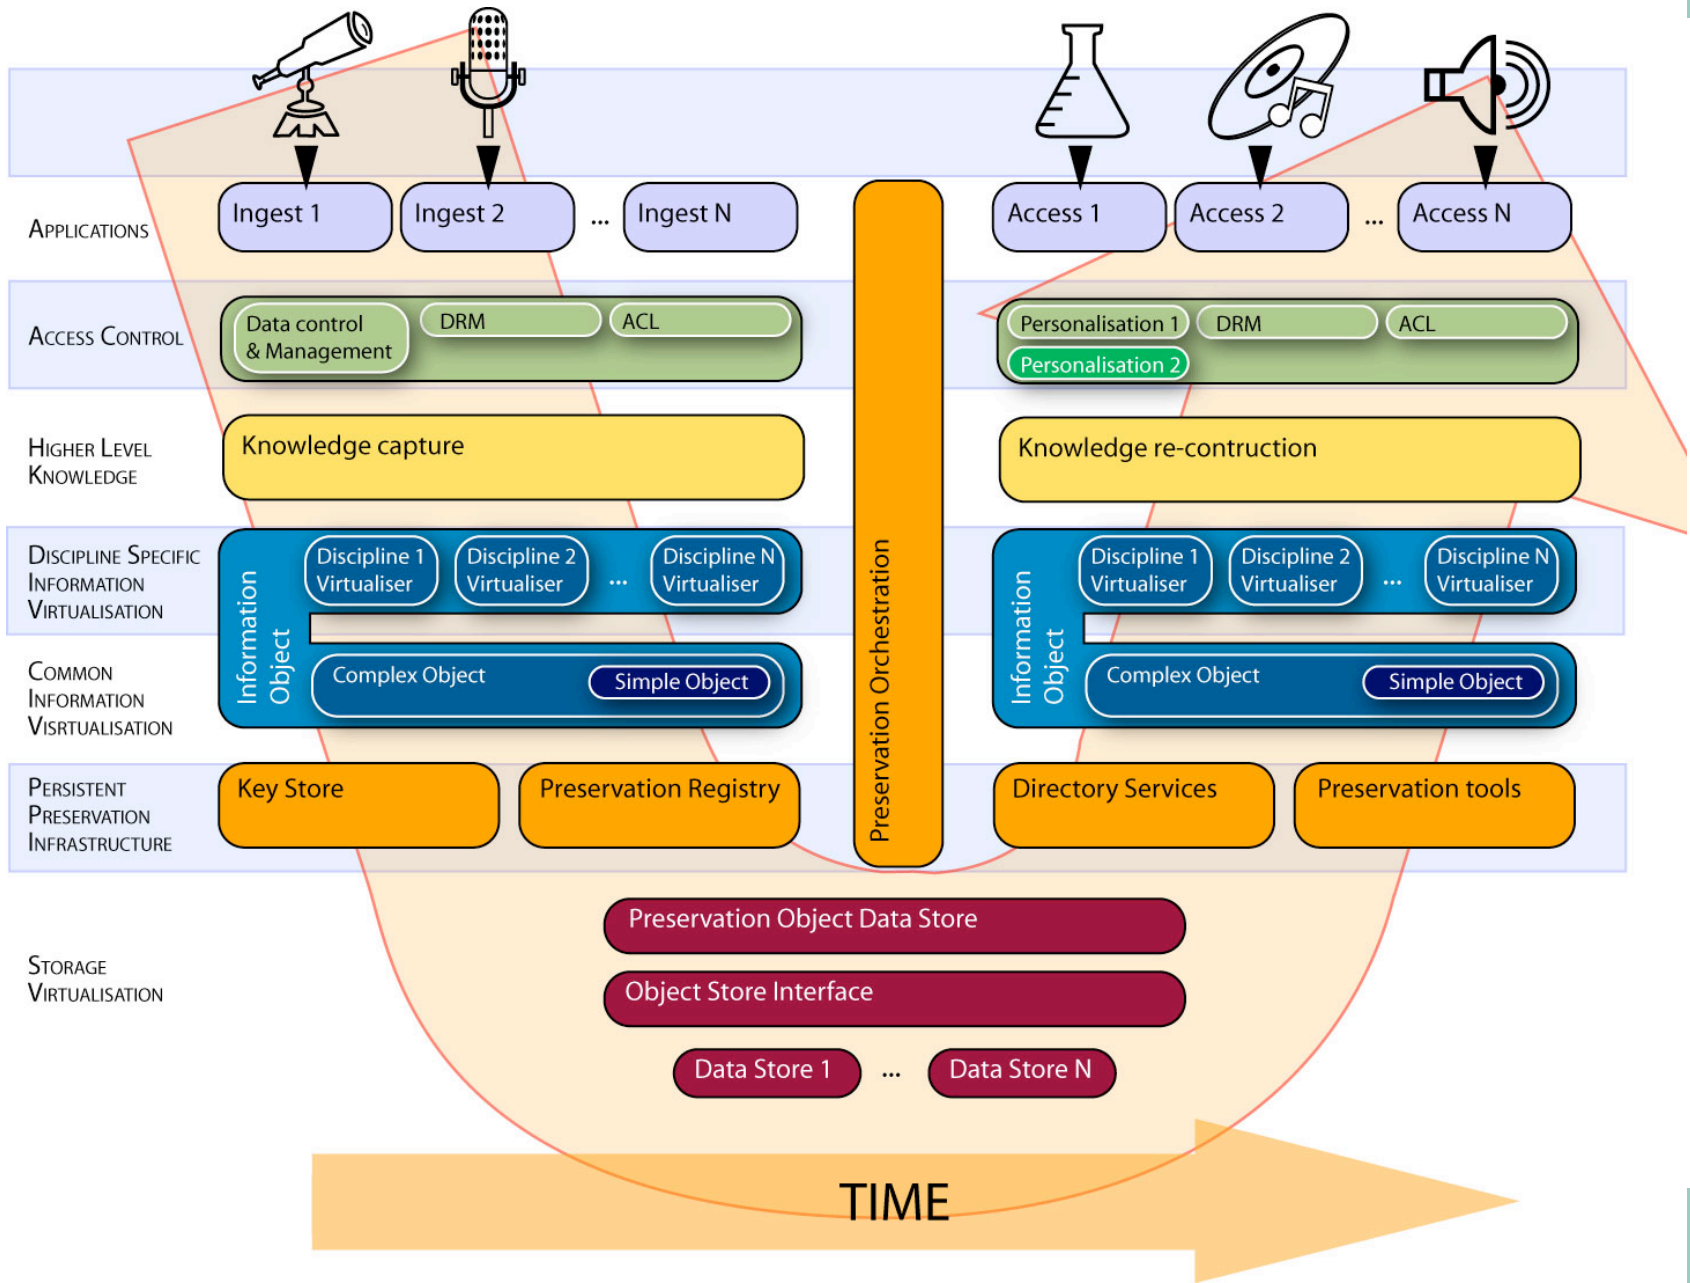 APPLICATIONS
Ingest 1
Ingest 2
...
Ingest N
Access 1
Access 2
...
Access N
ACCESS CONTROL
Data control
& Management
DRM
ACL
Personalisation 1
Personalisation 2
DRM
ACL
HIGHER LEVEL
KNOWLEDGE
Knowledge capture
Knowledge re-contruction
DISCIPLINE SPECIFIC
INFORMATION
VIRTUALISATION
Information
Object
Discipline 1
Virtualiser
Discipline 2
Virtualiser
...
Discipline N
Virtualiser
Information
Object
Discipline 1
Virtualiser
Discipline 2
Virtualiser
...
Discipline N
Virtualiser
COMMON
INFORMATION
VISRTUALISATION
Complex Object
Simple Object
Complex Object
Simple Object
Preservation Orchestration
PERSISTENT
PRESERVATION
INFRASTRUCTURE
Key Store
Preservation Registry
Directory Services
Preservation tools
STORAGE
VIRTUALISATION
Preservation Object Data Store
Object Store Interface
Data Store 1
...
Data Store N
TIME